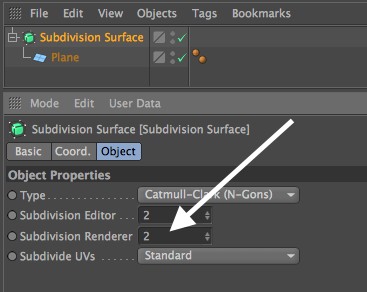 File Edit View Objects Tags Bookmarks
Subdivision Surface
Plane
Mode Edit User Data
Subdivision Surface [Subdivision Surface]
Basic Coord. Object
Object Properties
Type Catmull-Clark (N-Gons)
Subdivision Editor 2
Subdivision Renderer 2
Subdivide UVs Standard